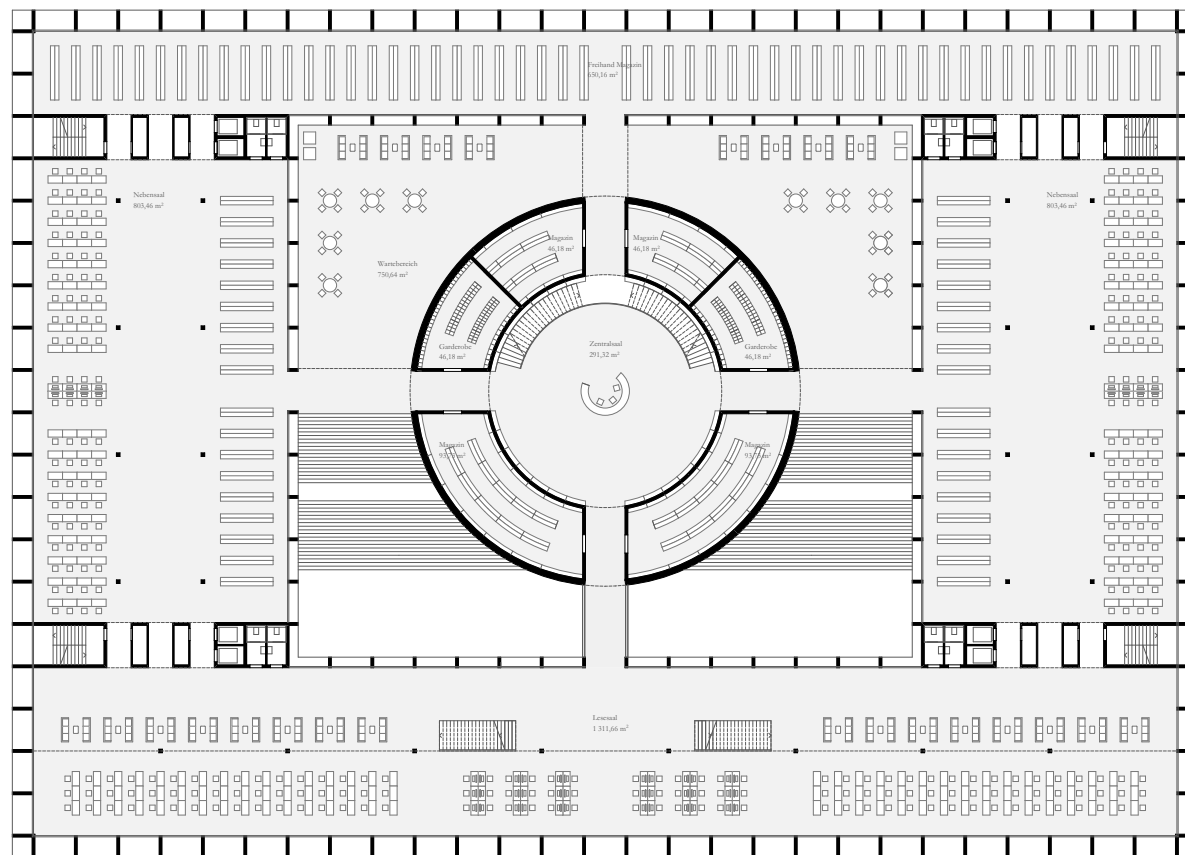 Freihand Magazin
630,16 m²
Nebensaal
803,46 m²
Nebensaal
803,46 m²
Magazin
46,18 m²
Magazin
46,18 m²
Wartebereich
750,64 m²
Garderobe
46,18 m²
Zentralsaal
291,32 m²
Garderobe
46,18 m²
Magazin
Magazin
Lesesaal
1 311,66 m²